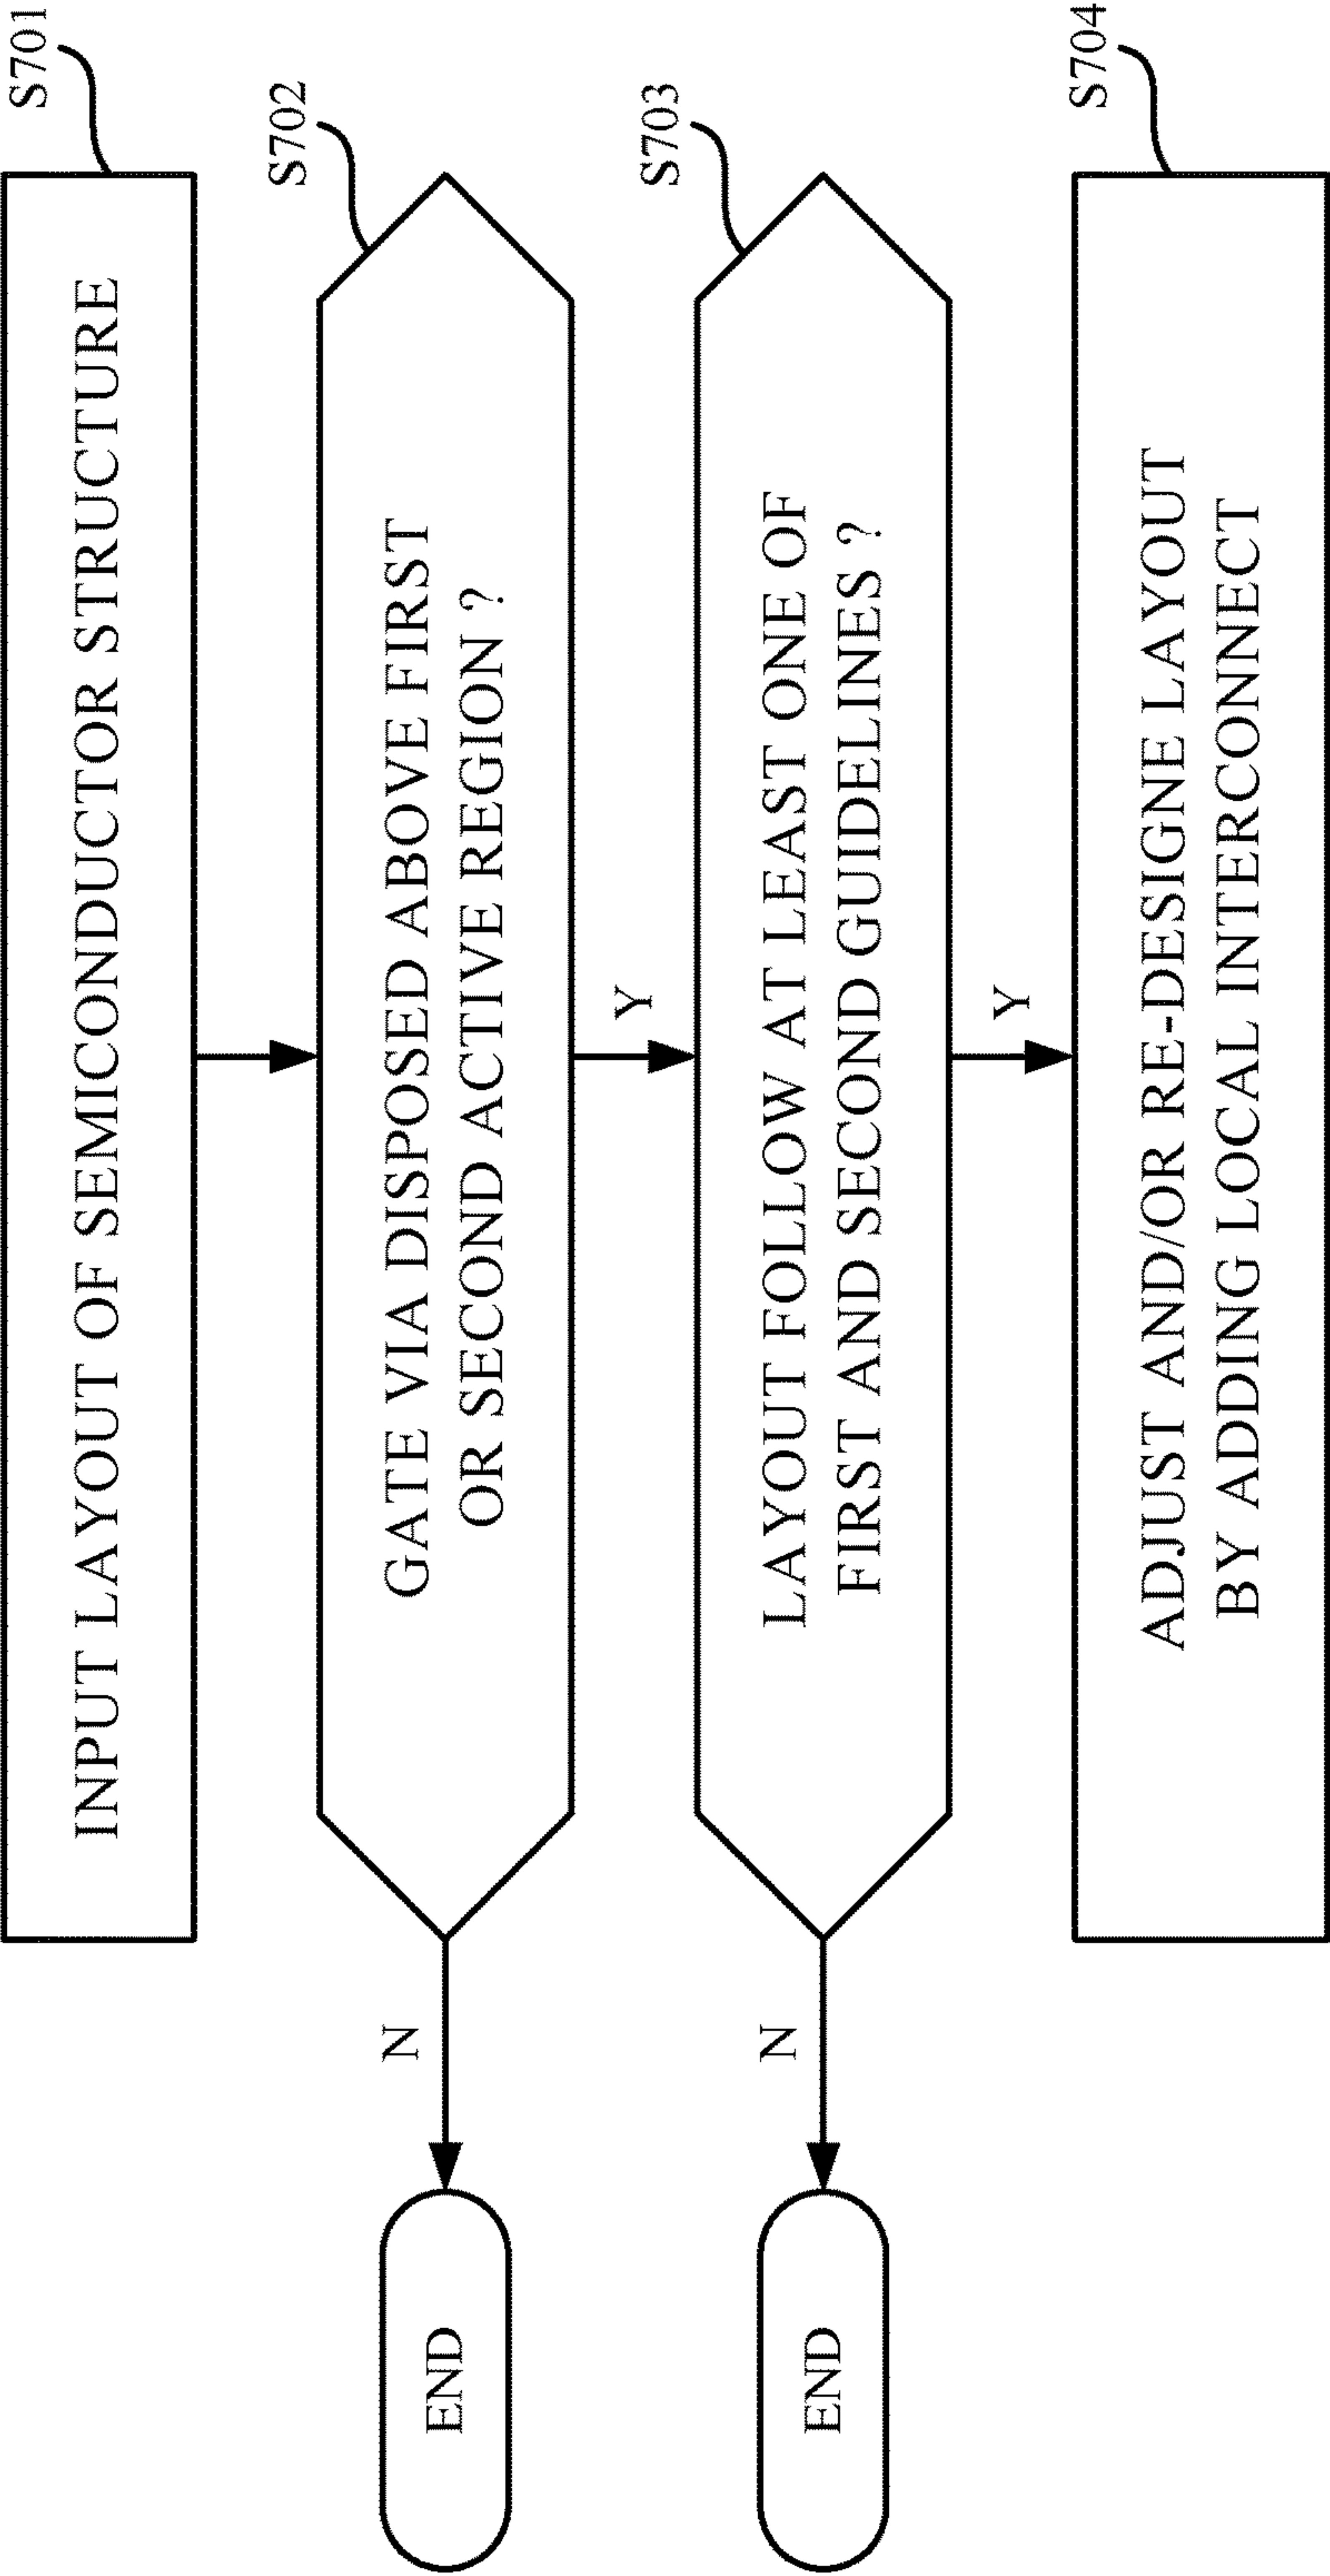 INPUT LAYOUT OF SEMICONDUCTOR STRUCTURE
S701
GATE VIA DISPOSED ABOVE FIRST
OR SECOND ACTIVE REGION ?
S702
N
END
Y
LAYOUT FOLLOW AT LEAST ONE OF
FIRST AND SECOND GUIDELINES ?
S703
N
END
Y
ADJUST AND/OR RE-DESIGNE LAYOUT
BY ADDING LOCAL INTERCONNECT
S704